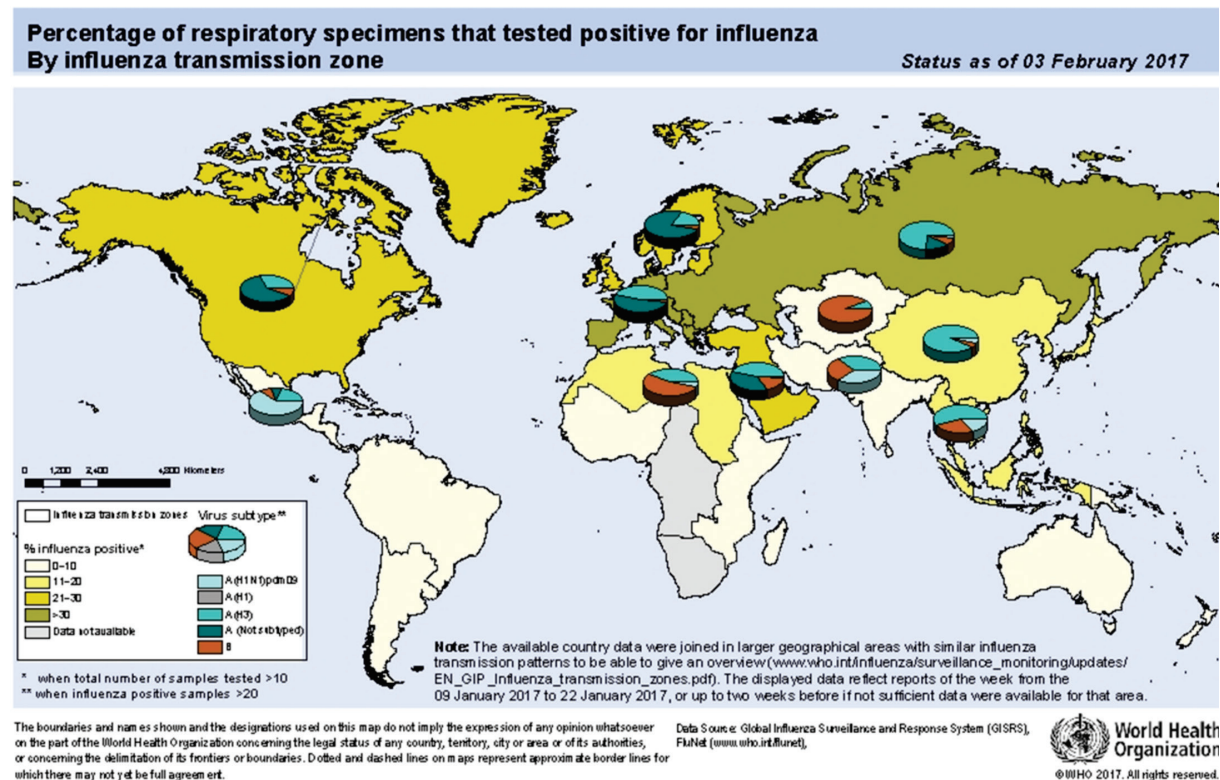 Percentage of respiratory specimens that tested positive for influenza
By influenza transmission zone
Status as of 03 February 2017
0 1,200 2,400 4,800 Kilometers
Influenza transmission zones
Virus subtype**
% influenza positive*
0-10
11-20
21-30
>30
Data not available
A(H1N1)pdm09
A(H1)
A(H3)
A (Not subtyped)
B
* when total number of samples tested >10
** when influenza positive samples >20
Note: The available country data were joined in larger geographical areas with similar influenza
transmission patterns to be able to give an overview (www.who.int/influenza/surveillance_monitoring/updates/
EN_GIP_Influenza_transmission_zones.pdf). The displayed data reflect reports of the week from the
09 January 2017 to 22 January 2017, or up to two weeks before if not sufficient data were available for that area.
The boundaries and names shown and the designations used on this map do not imply the expression of any opinion whatsoever
on the part of the World Health Organization concerning the legal status of any country, territory, city or area or of its authorities,
or concerning the delimitation of its frontiers or boundaries. Dotted and dashed lines on maps represent approximate border lines for
which there may not yet be full agreement.
Data Source: Global Influenza Surveillance and Response System (GISRS),
FluNet (www.who.int/flunet),
World Health
Organization
©WHO 2017. All rights reserved.